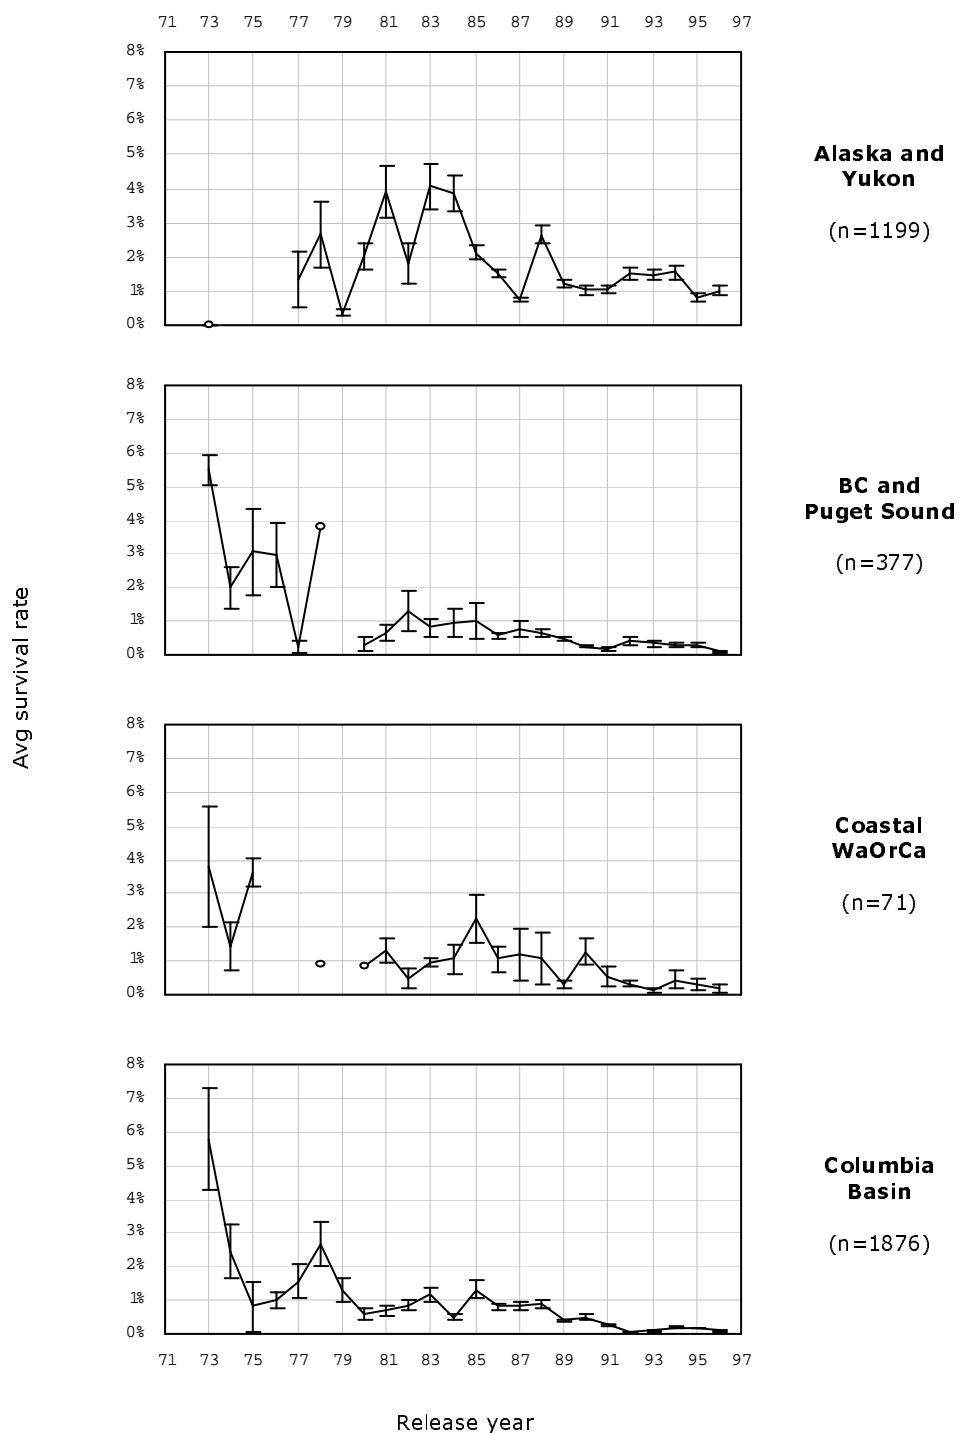 71 73 75 77 79 81 83 85 87 89 91 93 95 97
8%
7%
6%
5%
4%
3%
2%
1%
0%
Alaska and
Yukon
(n=1199)
8%
7%
6%
5%
4%
3%
2%
1%
0%
BC and
Puget Sound
(n=377)
Avg survival rate
8%
7%
6%
5%
4%
3%
2%
1%
0%
Coastal
WaOrCa
(n=71)
8%
7%
6%
5%
4%
3%
2%
1%
0%
Columbia
Basin
(n=1876)
71 73 75 77 79 81 83 85 87 89 91 93 95 97
Release year